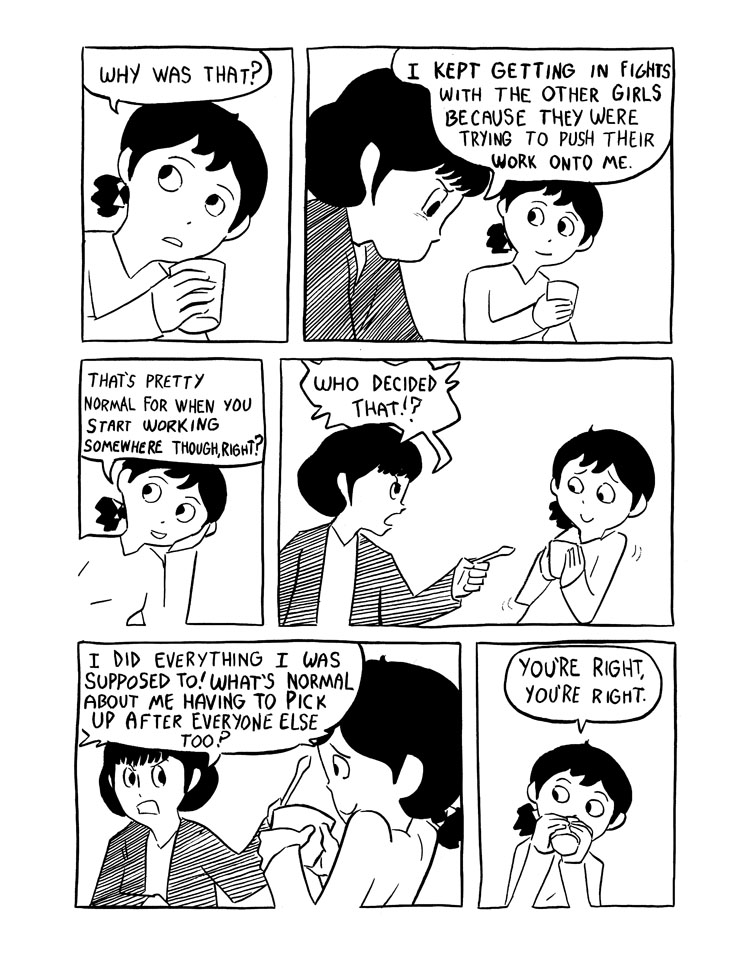 WHY WAS THAT?
I KEPT GETTING IN FIGHTS
WITH THE OTHER GIRLS
BECAUSE THEY WERE
TRYING TO PUSH THEIR
WORK ONTO ME.
THAT'S PRETTY
NORMAL FOR WHEN YOU
START WORKING
SOMEWHERE THOUGH,RIGHT?
WHO DECIDED
THAT!?
I DID EVERYTHING I WAS
SUPPOSED TO! WHAT'S NORMAL
ABOUT ME HAVING TO PICK
UP AFTER EVERYONE ELSE
TOO?
YOU'RE RIGHT,
YOU'RE RIGHT.